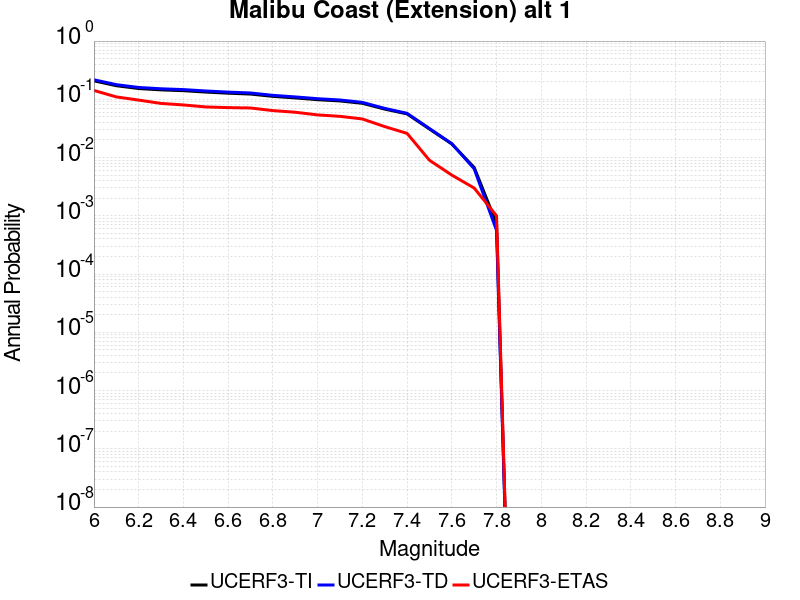 Malibu Coast (Extension) alt 1
10^0
10^-1
10^-2
10^-3
10^-4
10^-5
10^-6
10^-7
10^-8
Annual Probability
6 6.2 6.4 6.6 6.8 7 7.2 7.4 7.6 7.8 8 8.2 8.4 8.6 8.8 9
Magnitude
UCERF3-TI UCERF3-TD UCERF3-ETAS